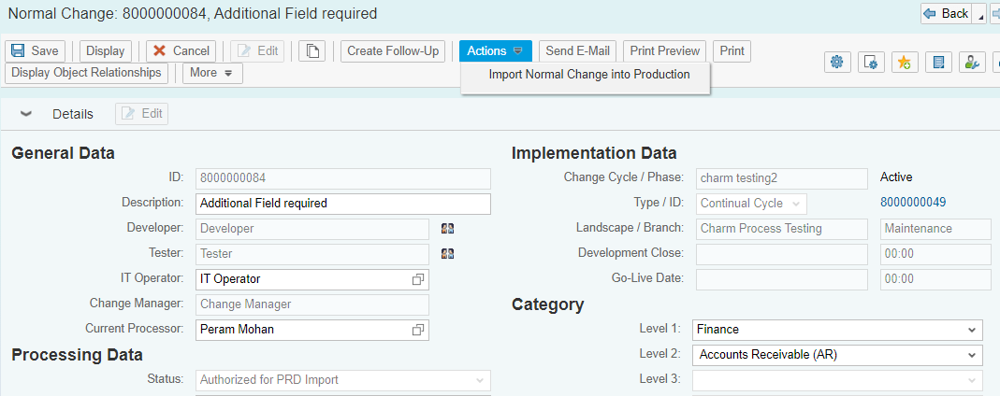 Normal Change: 8000000084, Additional Field required
Back
Save Display Cancel Edit Create Follow-Up Actions Send E-Mail Print Preview Print
Import Normal Change into Production
Display Object Relationships More
Details Edit
General Data
ID: 8000000084
Description: Additional Field required
Developer: Developer
Tester: Tester
IT Operator: IT Operator
Change Manager: Change Manager
Current Processor: Peram Mohan
Processing Data
Status: Authorized for PRD Import
Implementation Data
Change Cycle / Phase: charm testing2 Active
Type / ID: Continual Cycle 8000000049
Landscape / Branch: Charm Process Testing Maintenance
Development Close: 00:00
Go-Live Date: 00:00
Category
Level 1: Finance
Level 2: Accounts Receivable (AR)
Level 3: